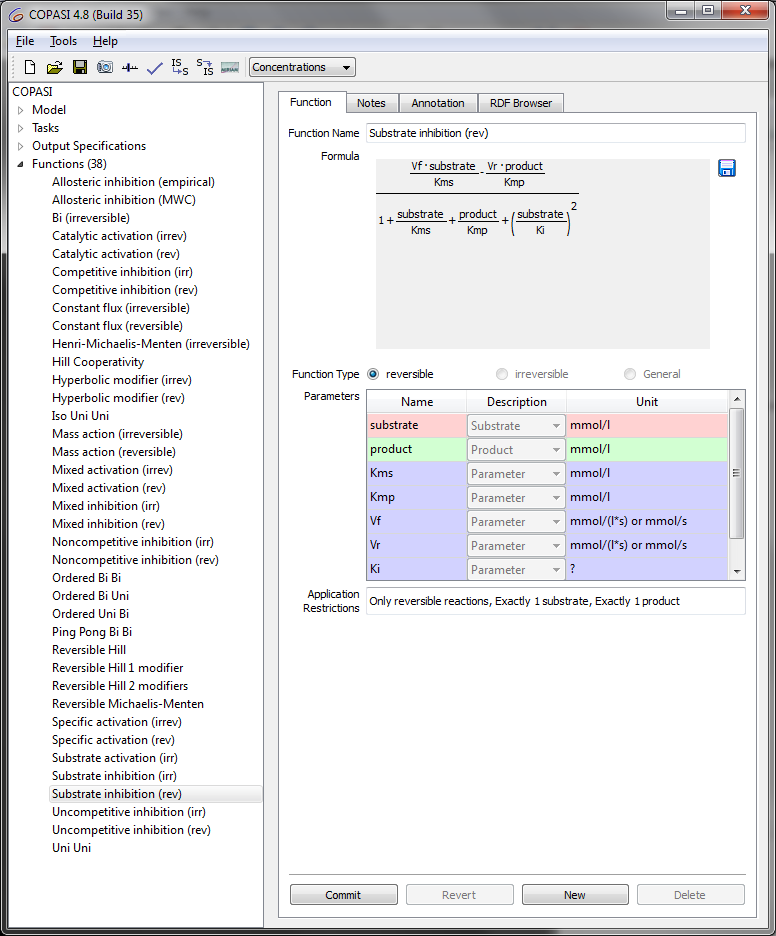 COPASI 4.8 (Build 35)
File Tools Help
IS S S IS Concentrations
COPASI
Model
Tasks
Output Specifications
Functions (38)
Allosteric inhibition (empirical)
Allosteric inhibition (MWC)
Bi (irreversible)
Catalytic activation (irrev)
Catalytic activation (rev)
Competitive inhibition (irr)
Competitive inhibition (rev)
Constant flux (irreversible)
Constant flux (reversible)
Henri-Michaelis-Menten (irreversible)
Hill Cooperativity
Hyperbolic modifier (irrev)
Hyperbolic modifier (rev)
Iso Uni Uni
Mass action (irreversible)
Mass action (reversible)
Mixed activation (irrev)
Mixed activation (rev)
Mixed inhibition (irr)
Mixed inhibition (rev)
Noncompetitive inhibition (irr)
Noncompetitive inhibition (rev)
Ordered Bi Bi
Ordered Bi Uni
Ordered Uni Bi
Ping Pong Bi Bi
Reversible Hill
Reversible Hill 1 modifier
Reversible Hill 2 modifiers
Reversible Michaelis-Menten
Specific activation (irrev)
Specific activation (rev)
Substrate activation (irr)
Substrate inhibition (irr)
Substrate inhibition (rev)
Uncompetitive inhibition (irr)
Uncompetitive inhibition (rev)
Uni Uni
Function Notes Annotation RDF Browser
Function Name Substrate inhibition (rev)
Formula
Vf·substrate - Vr·product
Kms Kmp
1 + substrate + product + (substrate)2
Kms Kmp Ki
Function Type reversible irreversible General
Parameters
Name Description Unit
substrate Substrate mmol/l
product Product mmol/l
Kms Parameter mmol/l
Kmp Parameter mmol/l
Vf Parameter mmol/(l*s) or mmol/s
Vr Parameter mmol/(l*s) or mmol/s
Ki Parameter ?
Application Restrictions Only reversible reactions, Exactly 1 substrate, Exactly 1 product
Commit Revert New Delete